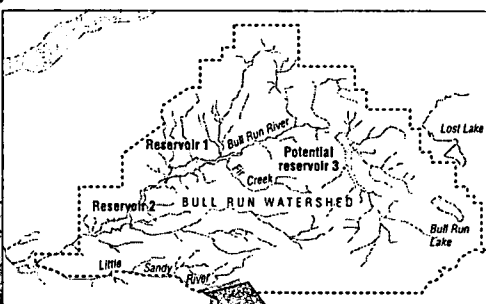 Reservoir 1
Bull Run River
Lost Lake
Potential
reservoir 3
Fir
Creek
Reservoir 2
BULL RUN WATERSHED
Bull Run
Lake
Little Sandy River